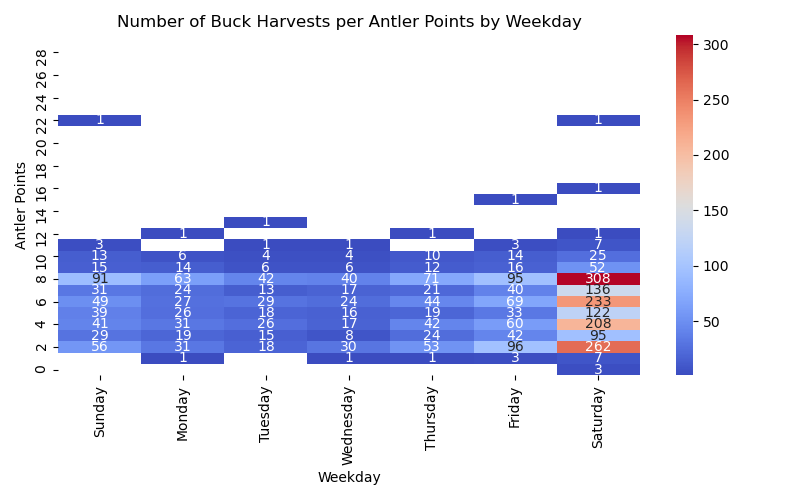 Number of Buck Harvests per Antler Points by Weekday
Antler Points
28
26
24
22
20
18
16
14
12
10
8
6
4
2
0
1 1
1
1
1
1 1 1
3 1 1 3 7
13 6 4 4 10 14 25
15 14 6 6 12 16 52
91 63 42 40 71 95 308
31 24 13 17 21 40 136
49 27 29 24 44 69 233
39 26 18 16 19 33 122
41 31 26 17 42 60 208
29 19 15 8 24 42 95
56 31 18 30 53 96 262
1 1 1 3 7
3
Sunday
Monday
Tuesday
Wednesday
Thursday
Friday
Saturday
Weekday
300
250
200
150
100
50